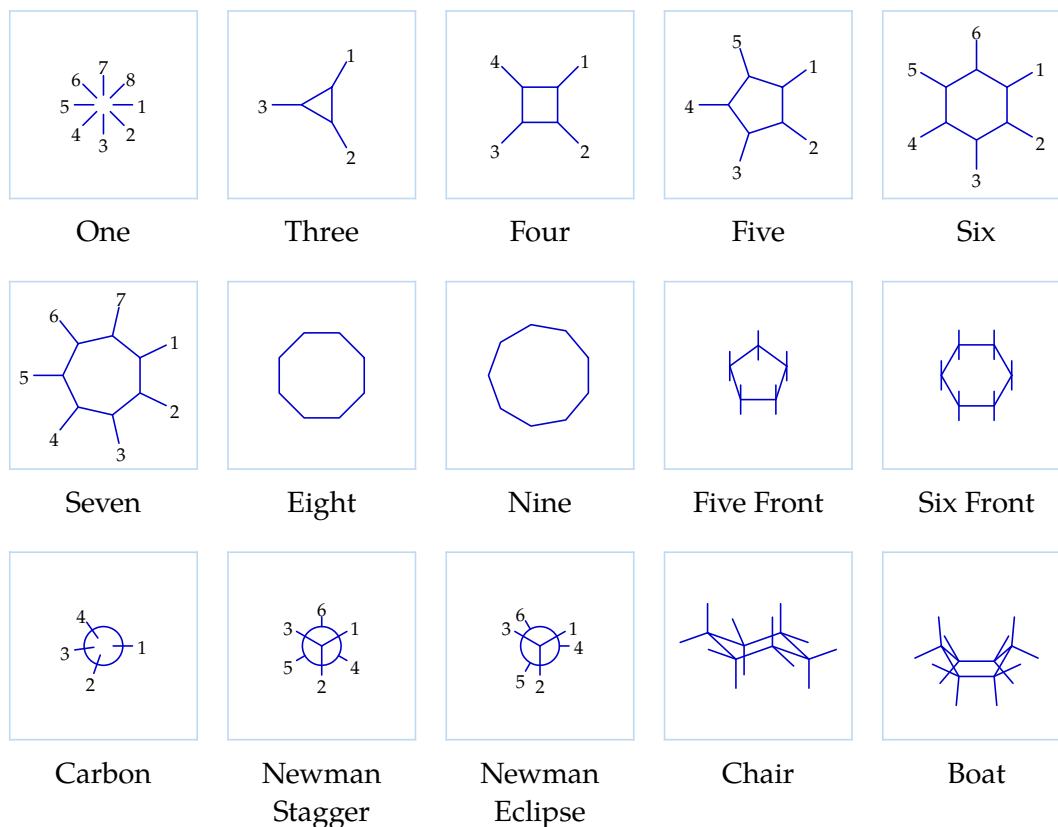 7
6 8
5 1
4 2
3
One
1
3
2
Three
4 1
3 2
Four
5
1
4
2
3
Five
6
5 1
4 2
3
Six
7
6
1
5
2
4
3
Seven
Eight
Nine
Five Front
Six Front
4
1
3
2
Carbon
6
3 1
5 4
2
Newman
Stagger
6
3 1
4
5 2
Newman
Eclipse
Chair
Boat